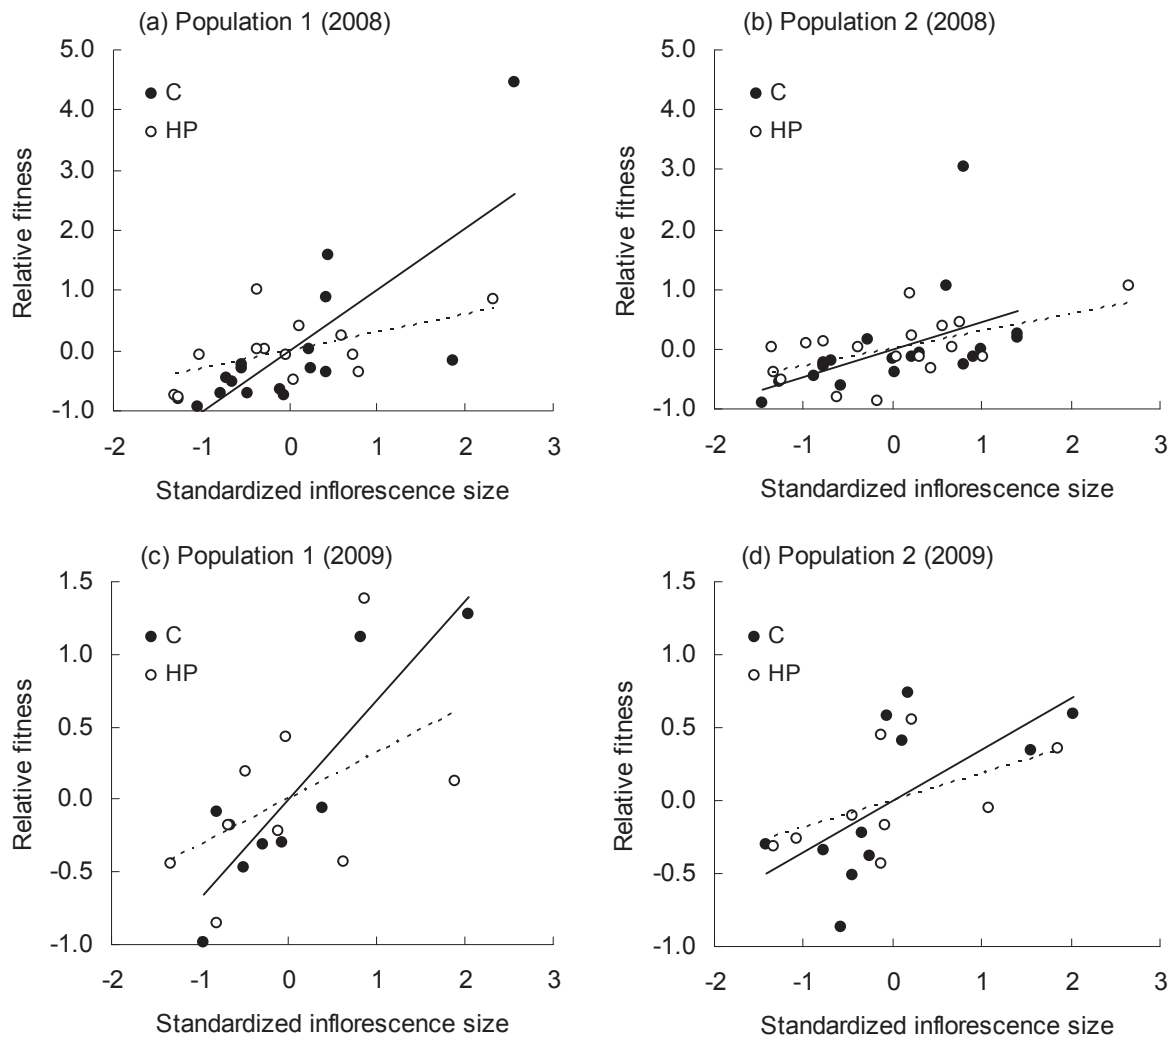 (a) Population 1 (2008)
5.0
4.0
3.0
2.0
1.0
0.0
-1.0
C
HP
Relative fitness
-2
-1
0
1
2
3
Standardized inflorescence size
(b) Population 2 (2008)
5.0
4.0
3.0
2.0
1.0
0.0
-1.0
C
HP
Relative fitness
-2
-1
0
1
2
3
Standardized inflorescence size
(c) Population 1 (2009)
1.5
1.0
0.5
0.0
-0.5
-1.0
C
HP
Relative fitness
-2
-1
0
1
2
3
Standardized inflorescence size
(d) Population 2 (2009)
1.5
1.0
0.5
0.0
-0.5
-1.0
C
HP
Relative fitness
-2
-1
0
1
2
3
Standardized inflorescence size